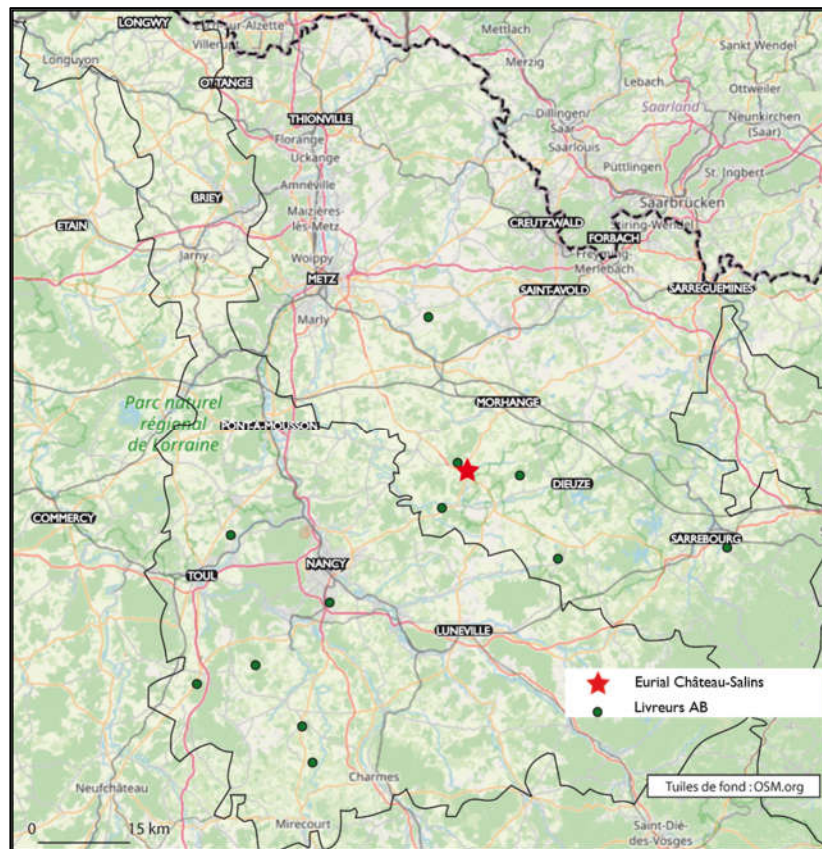 LONGWY
Villerupt
Mettlach
Sankt Wendel
Longuyon
Merzig
OTTANGE
Lebach
Ottweiler
Saarland
THIONVILLE
Dillingen/
Saar
Neunkirchen
(Saar)
Florange
Saarlouis
Uckange
Püttlingen
St. Ingbert
Amnéville
BRIEY
Saarbrücken
Maizières-
lès-Metz
ETAIN
CREUTZWALD
Stiring-Wendel
FORBACH
Jarny
Woippy
Freyming-
Merlebach
METZ
SAINT-AVOLD
SARREGUEMINES
Marly
Parc naturel
régional
de Lorraine
MORHANGE
PONT-A-MOUSSON
DIEUZE
COMMERCY
SARREBOURG
NANCY
TOUL
LUNEVILLE
Eurial Château-Salins
Livreurs AB
Neufchâteau
Charmes
Tuiles de fond : OSM.org
Mirecourt
Saint-Dié-
des-Vosges
0 15 km